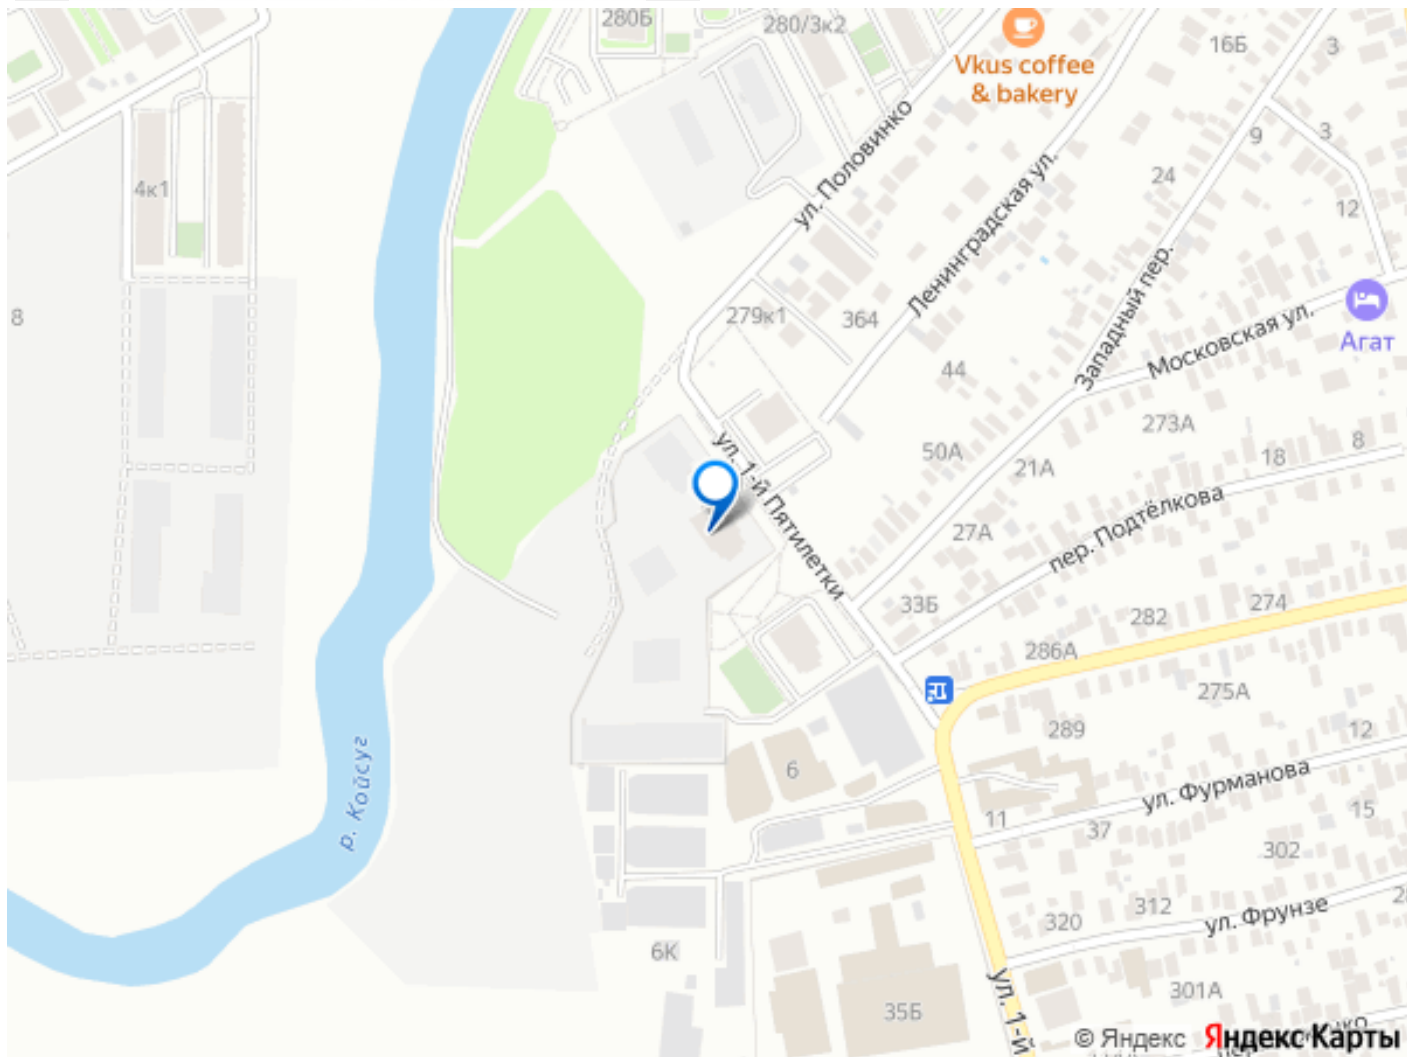 280Б
280/3к2
Vkus coffee
& bakery
16Б
3
ул. Половинко
9
3
4к1
24
12
Ленинградская ул.
Западный пер.
8
279к1
364
Московская ул.
Агат
44
273А
50А
21А
18
8
ул. 1-й Пятилетки
27А
пер. Подтёлкова
33Б
282
274
286А
275А
289
12
р. Койсуг
6
ул. Фурманова
11
37
15
302
320
312
ул. Фрунзе
6К
301А
35Б
ул. 1-й
© Яндекс Яндекс Карты